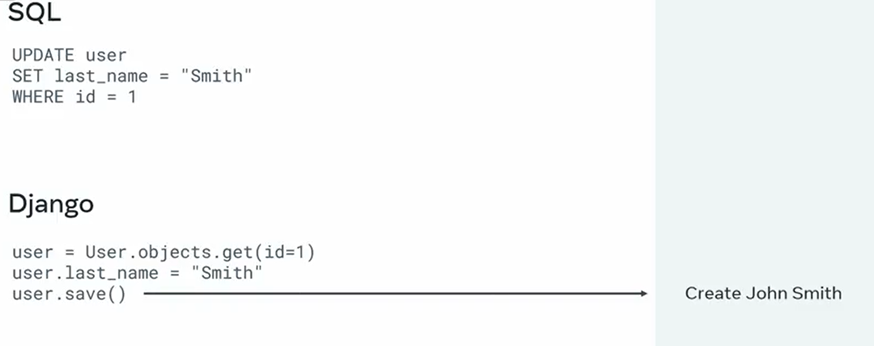 SQL
UPDATE user
SET last_name = "Smith"
WHERE id = 1
Django
user = User.objects.get(id=1)
user.last_name = "Smith"
user.save()
Create John Smith